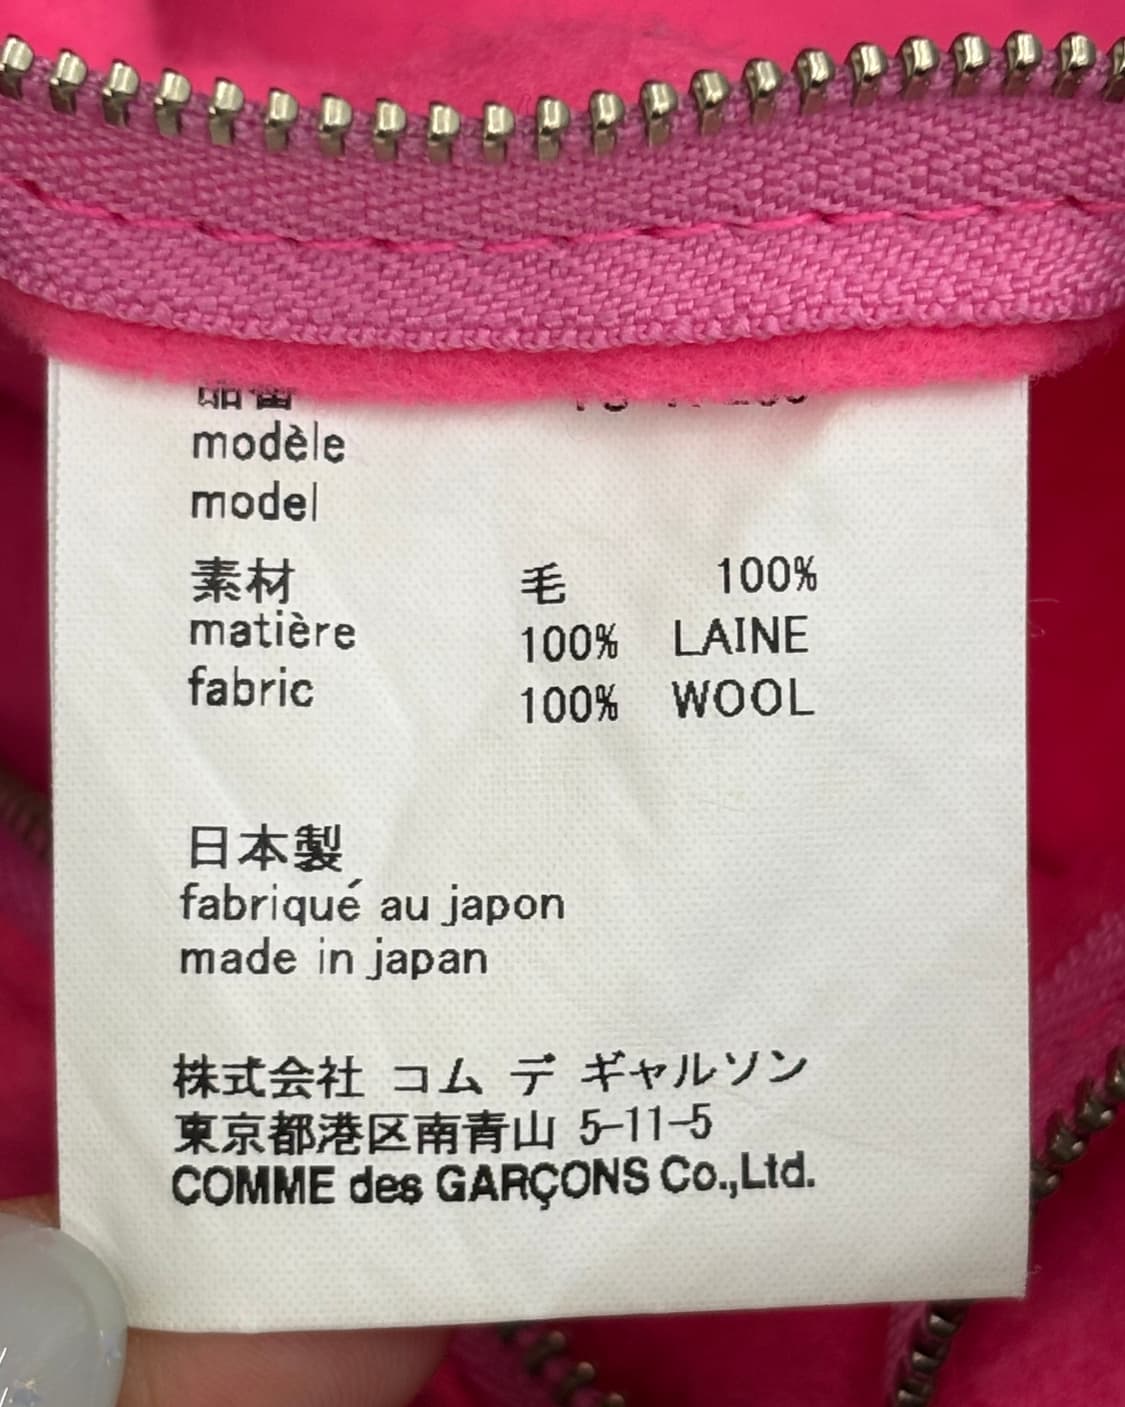 品番
modèle
model
素材 毛 100%
matière 100% LAINE
fabric 100% WOOL
日本製
fabriqué au japon
made in japan
株式会社 コム デ ギャルソン
東京都港区南青山 5-11-5
COMME des GARÇONS Co.,Ltd.